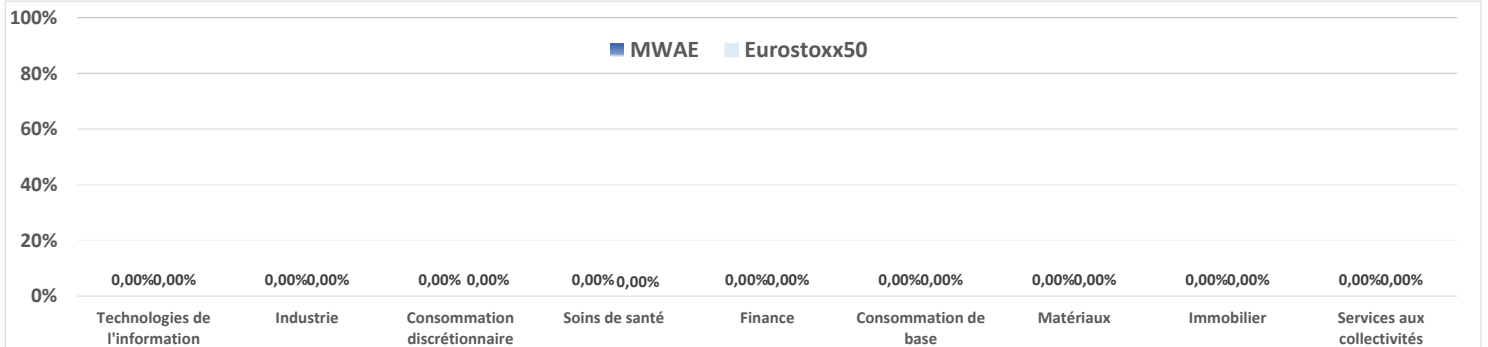 100%
MWAE Eurostoxx50
80%
60%
40%
20%
0,00%0,00% 0,00%0,00% 0,00% 0,00% 0,00%0,00% 0,00%0,00% 0,00%0,00% 0,00%0,00% 0,00%0,00% 0,00%0,00%
0%
Technologies de Industrie Consommation Soins de santé Finance Consommation de Matériaux Immobilier Services aux
l'information discrétionnaire base collectivités